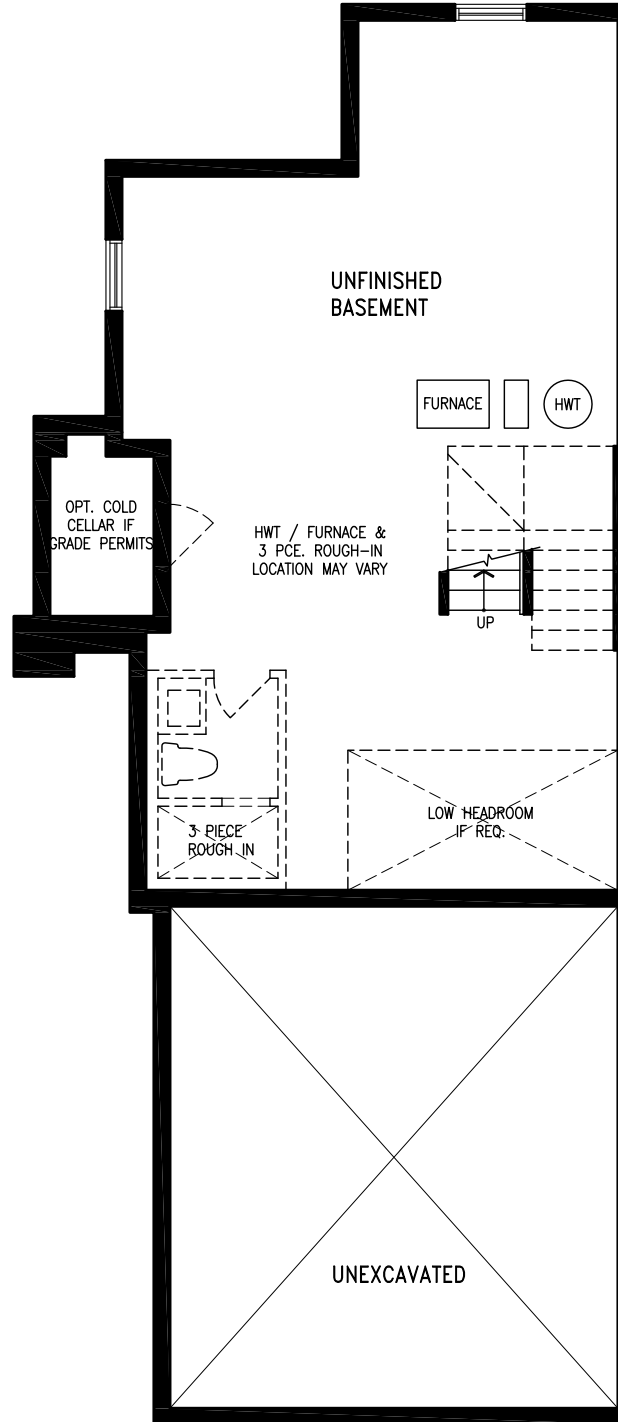 UNFINISHED
BASEMENT
FURNACE
HWT
OPT. COLD
CELLAR IF
GRADE PERMITS
HWT / FURNACE &
3 PCE. ROUGH-IN
LOCATION MAY VARY
UP
LOW HEADROOM
IF REQ.
3 PIECE
ROUGH IN
UNEXCAVATED